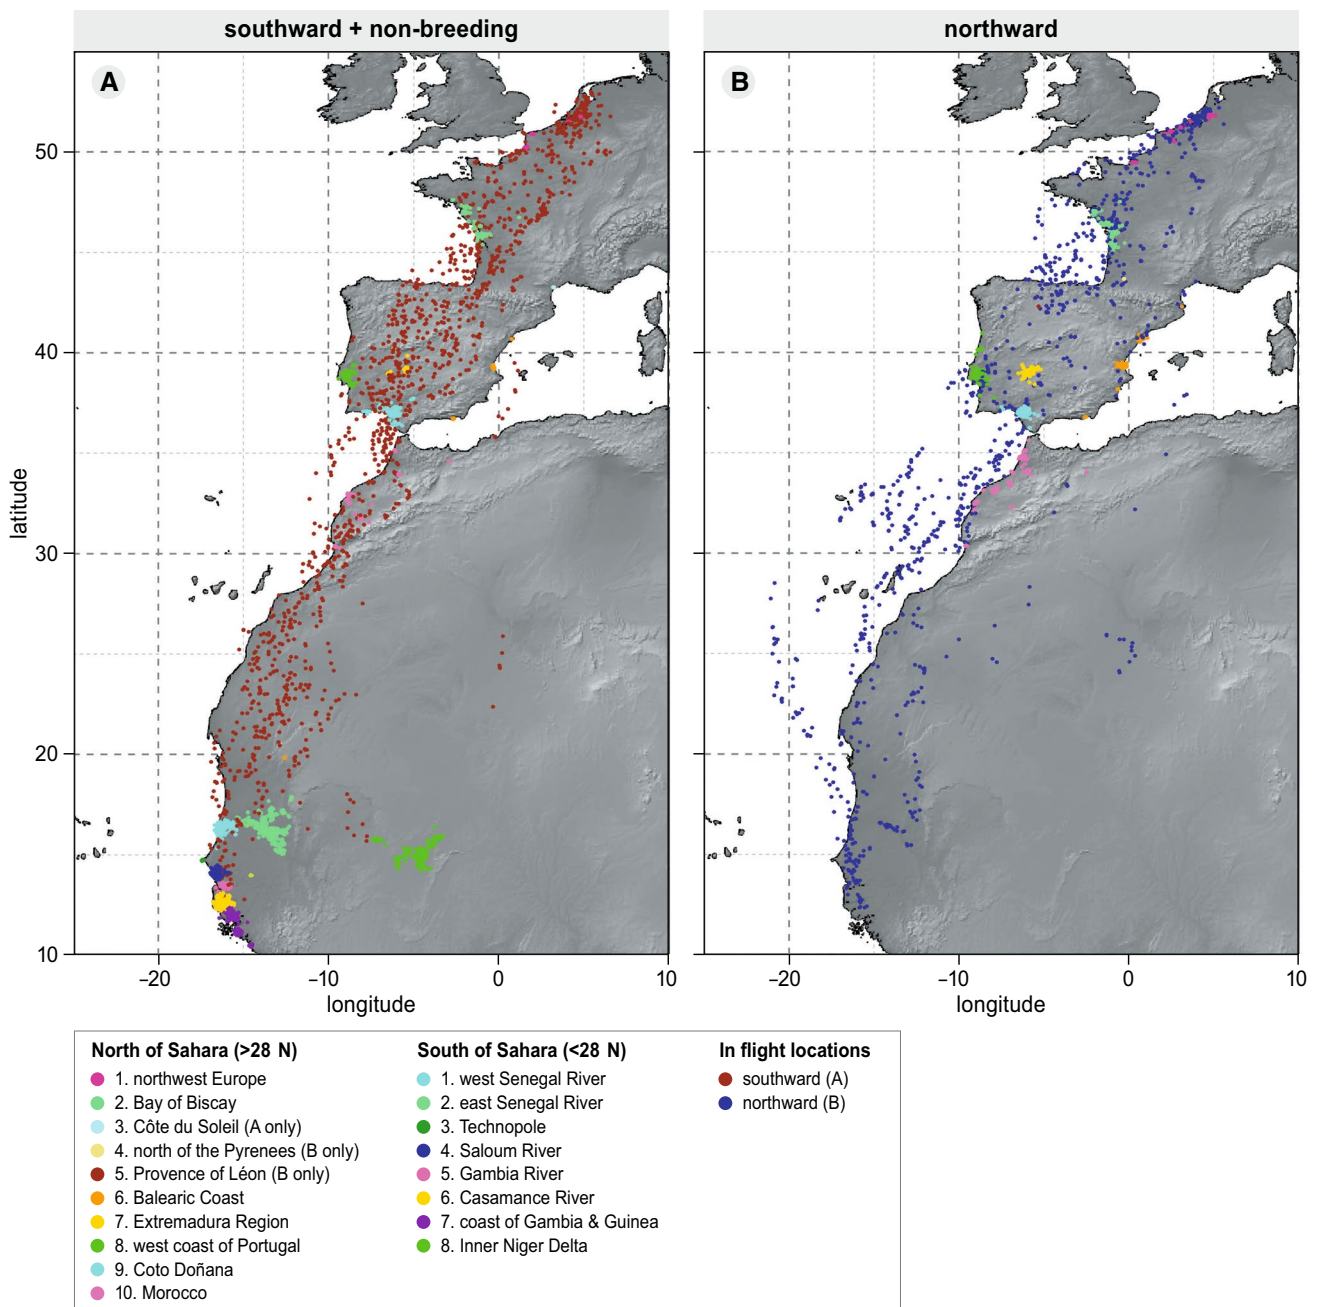 southward + non-breeding
northward
A
B
50
40
30
20
10
latitude
−20
−10
0
10
−20
−10
0
10
longitude
longitude
North of Sahara (>28 N)
1. northwest Europe
2. Bay of Biscay
3. Côte du Soleil (A only)
4. north of the Pyrenees (B only)
5. Provence of Léon (B only)
6. Balearic Coast
7. Extremadura Region
8. west coast of Portugal
9. Coto Doñana
10. Morocco
South of Sahara (<28 N)
1. west Senegal River
2. east Senegal River
3. Technopole
4. Saloum River
5. Gambia River
6. Casamance River
7. coast of Gambia & Guinea
8. Inner Niger Delta
In flight locations
southward (A)
northward (B)